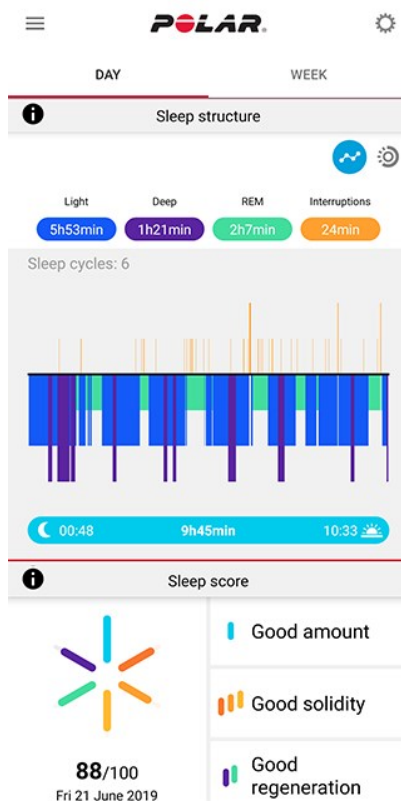 POLAR
DAY WEEK
Sleep structure
Light Deep REM Interruptions
5h53min 1h21min 2h7min 24min
Sleep cycles: 6
00:48 9h45min 10:33
Sleep score
Good amount
Good solidity
Good
regeneration
88/100
Fri 21 June 2019